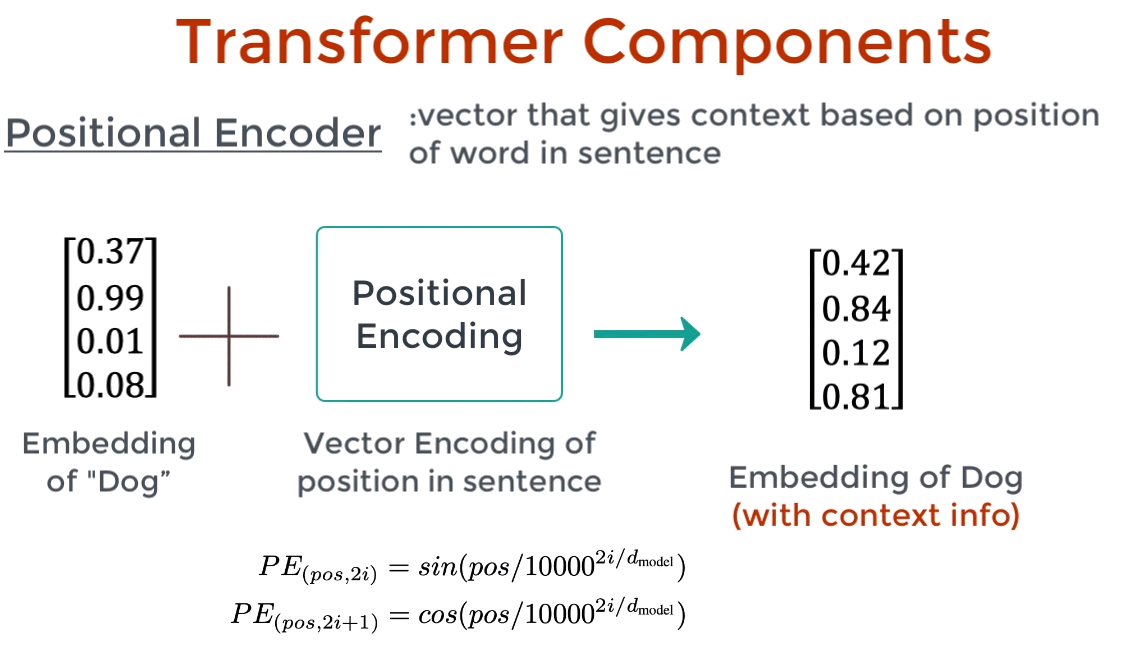 Transformer Components
Positional Encoder
:vector that gives context based on position
of word in sentence
[0.37]
0.99
0.01
[0.08]
+
Positional
Encoding
[0.42]
0.84
0.12
[0.81]
Embedding
of "Dog”
Vector Encoding of
position in sentence
Embedding of Dog
(with context info)
PE(pos,2i) = sin(pos/10000^2i/dmodel)
PE(pos,2i+1) = cos(pos/10000^2i/dmodel)